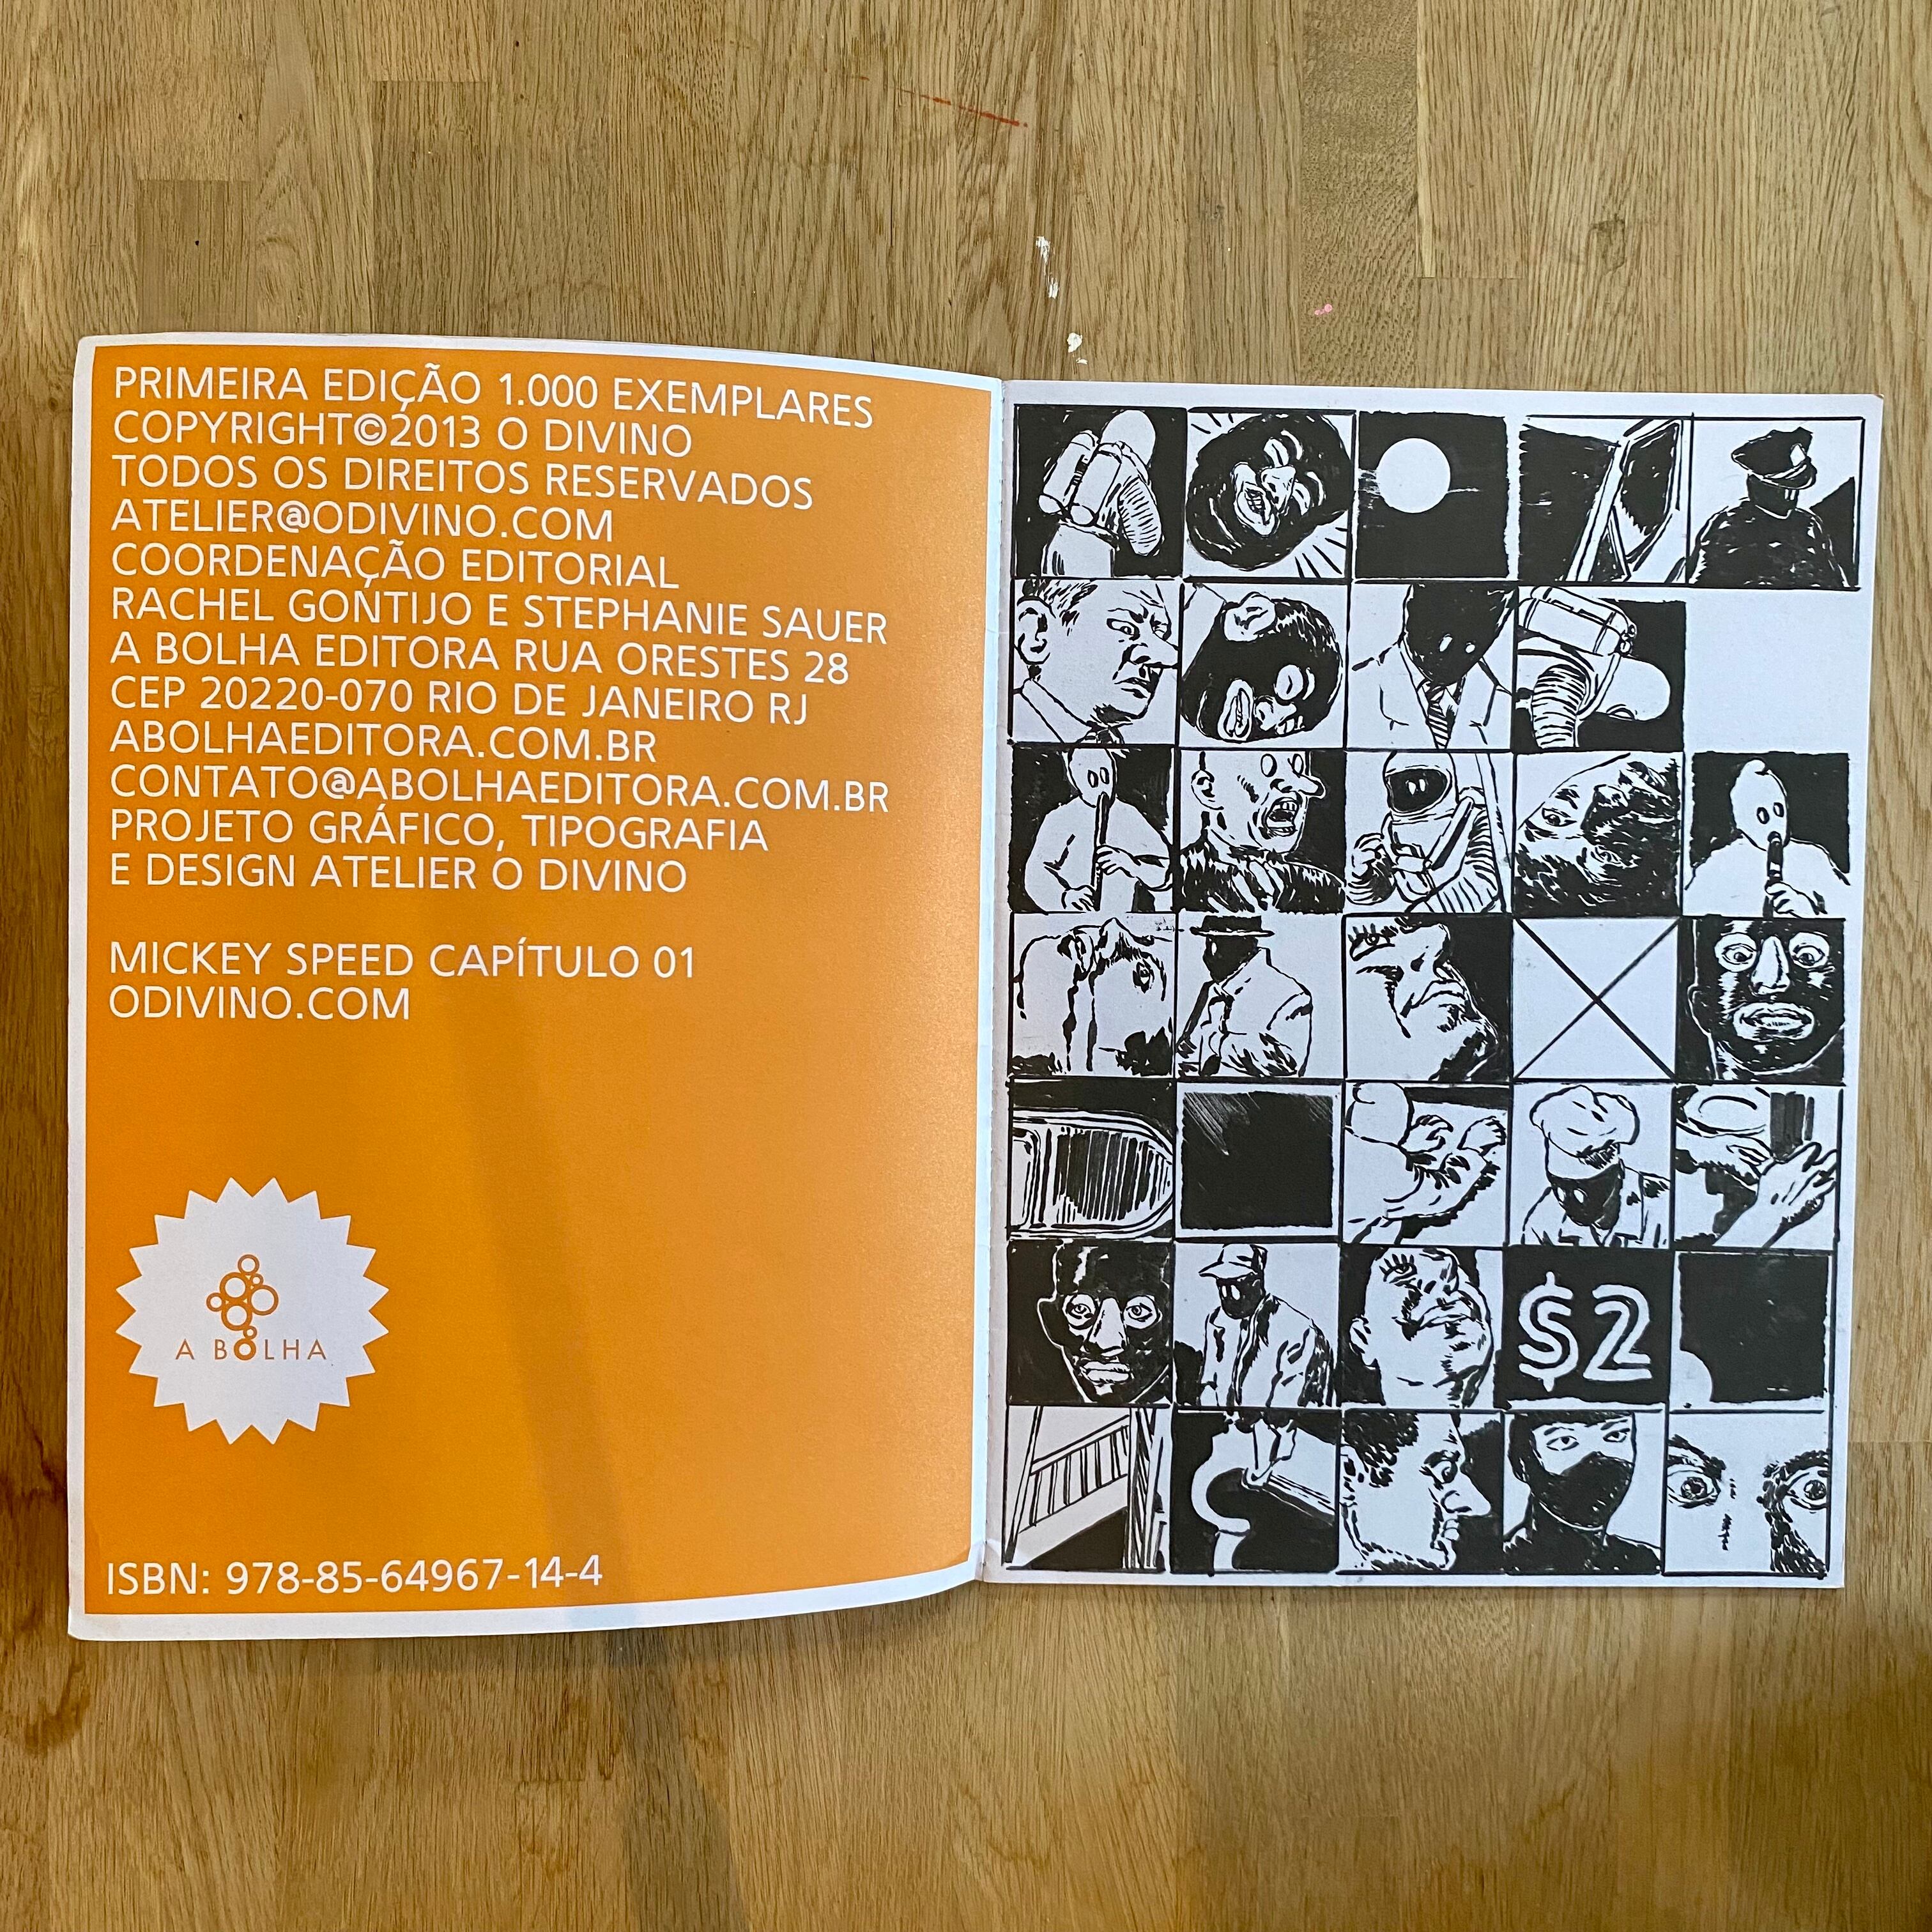 PRIMEIRA EDIÇÃO 1.000 EXEMPLARES
COPYRIGHT©2013 O DIVINO
TODOS OS DIREITOS RESERVADOS
ATELIER@ODIVINO.COM
COORDENAÇÃO EDITORIAL
RACHEL GONTIJO E STEPHANIE SAUER
A BOLHA EDITORA RUA ORESTES 28
CEP 20220-070 RIO DE JANEIRO RJ
ABOLHAEDITORA.COM.BR
CONTATO@ABOLHAEDITORA.COM.BR
PROJETO GRÁFICO, TIPOGRAFIA
E DESIGN ATELIER O DIVINO
MICKEY SPEED CAPÍTULO 01
ODIVINO.COM
A BOLHA
ISBN: 978-85-64967-14-4
$2